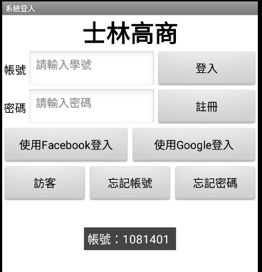 系統登入
士林高商
帳號 請輸入學號 登入
密碼 請輸入密碼 註冊
使用Facebook登入 使用Google登入
訪客 忘記帳號 忘記密碼
帳號：1081401